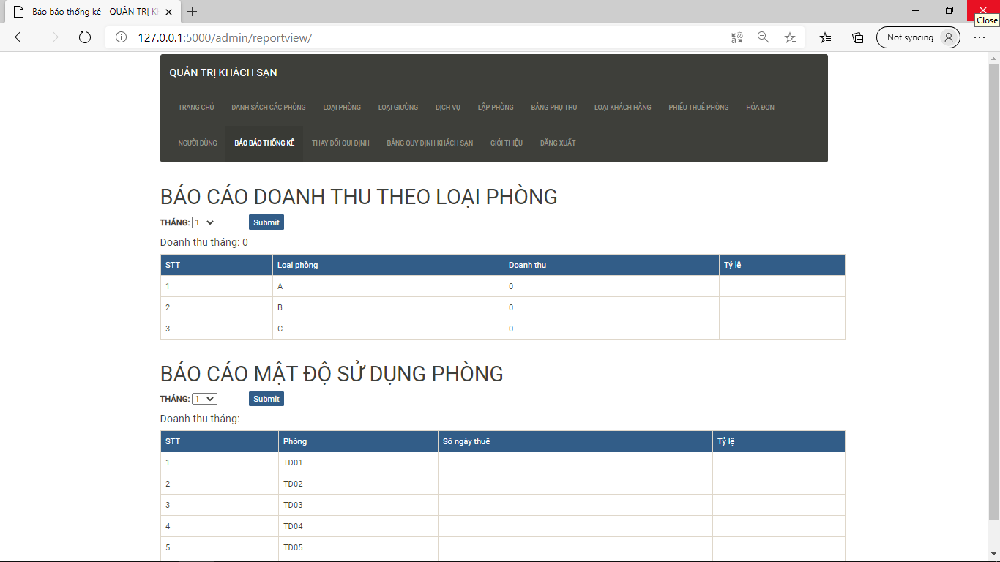 Báo báo thống kê - QUẢN TRỊ K
Close
127.0.0.1:5000/admin/reportview/
Not syncing
QUẢN TRỊ KHÁCH SẠN
TRANG CHỦ DANH SÁCH CÁC PHÒNG LOẠI PHÒNG LOẠI GIƯỜNG DỊCH VỤ LẬP PHÒNG BẢNG PHỤ THU LOẠI KHÁCH HÀNG PHIẾU THUÊ PHÒNG HÓA ĐƠN
NGƯỜI DÙNG BÁO BÁO THỐNG KÊ THAY ĐỔI QUI ĐỊNH BẢNG QUY ĐỊNH KHÁCH SẠN GIỚI THIỆU ĐĂNG XUẤT
BÁO CÁO DOANH THU THEO LOẠI PHÒNG
THÁNG: 1 Submit
Doanh thu tháng: 0
STT Loại phòng Doanh thu Tỷ lệ
1 A 0
2 B 0
3 C 0
BÁO CÁO MẬT ĐỘ SỬ DỤNG PHÒNG
THÁNG: 1 Submit
Doanh thu tháng:
STT Phòng Số ngày thuê Tỷ lệ
1 TD01
2 TD02
3 TD03
4 TD04
5 TD05